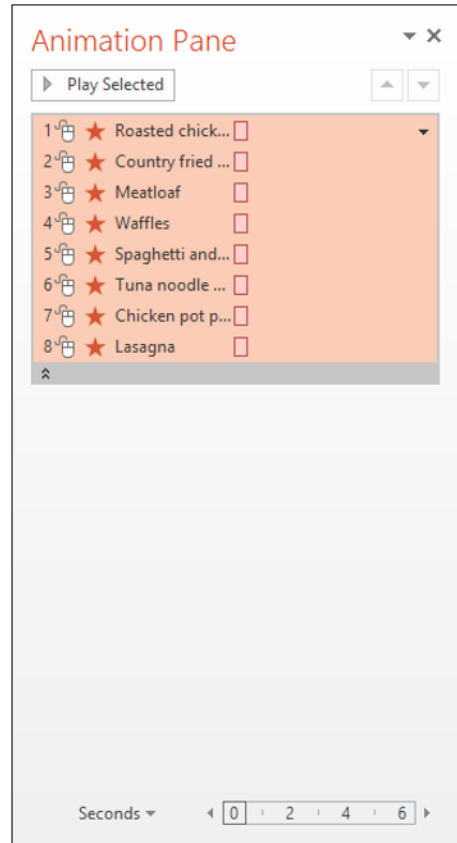 Animation Pane
Play Selected
1 Roasted chick...
2 Country fried ...
3 Meatloaf
4 Waffles
5 Spaghetti and...
6 Tuna noodle ...
7 Chicken pot p...
8 Lasagna
Seconds 0 2 4 6